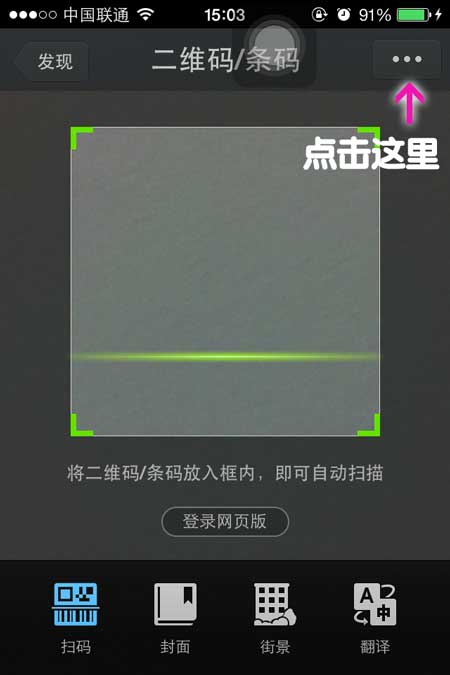 中国联通 15:03 91%
发现 二维码/条码
点击这里
将二维码/条码放入框内，即可自动扫描
登录网页版
扫码 封面 街景 翻译